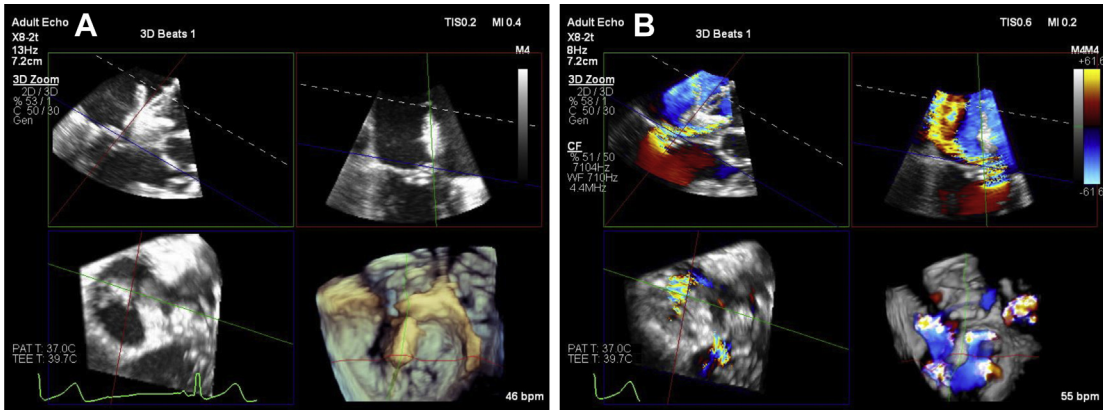 Adult Echo
A
TIS0.2 MI 0.4
X8-2t
13Hz
7.2cm
3D Beats 1
M4
3D Zoom
2D / 3D
% 53 / 1
C 50 / 30
Gen
PAT T: 37.0C
TEE T: 39.7C
46 bpm
Adult Echo
B
TIS0.6 MI 0.2
X8-2t
8Hz
7.2cm
3D Beats 1
M4M4
+61.6
3D Zoom
2D / 3D
% 58 / 1
C 50 / 30
Gen
CF
% 51 / 50
7104Hz
WF 710Hz
4.4MHz
-61.6
PAT T: 37.0C
TEE T: 39.7C
55 bpm